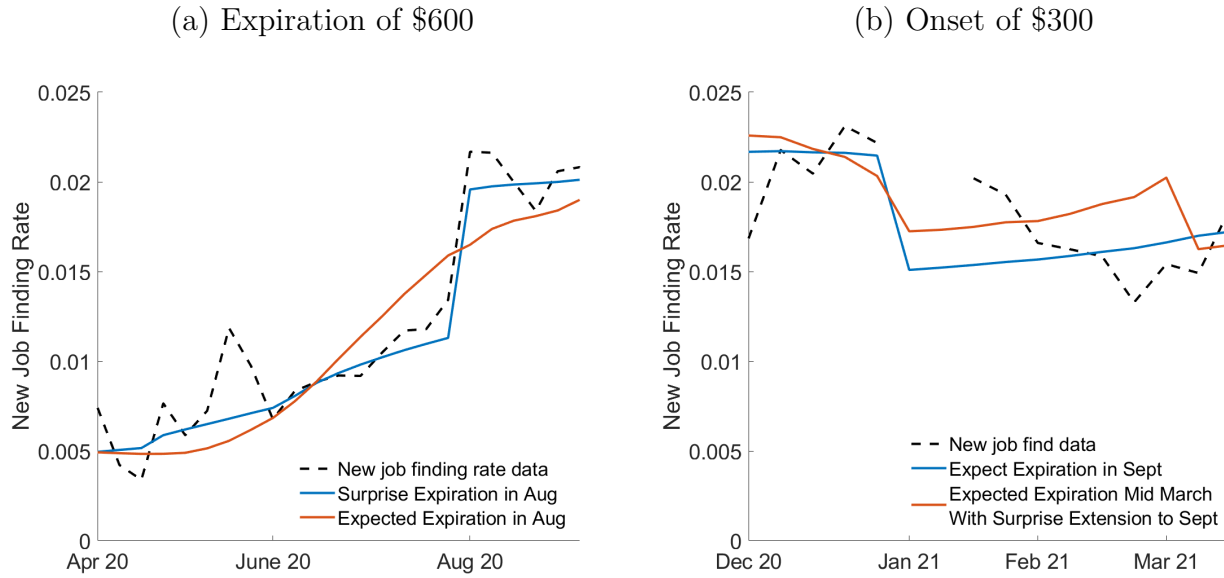 (a) Expiration of $600
New Job Finding Rate
0.025
0.02
0.015
0.01
0.005
0
Apr 20
June 20
Aug 20
New job finding rate data
Surprise Expiration in Aug
Expected Expiration in Aug
(b) Onset of $300
New Job Finding Rate
0.025
0.02
0.015
0.01
0.005
0
Dec 20
Jan 21
Feb 21
Mar 21
New job find data
Expect Expiration in Sept
Expected Expiration Mid March
With Surprise Extension to Sept